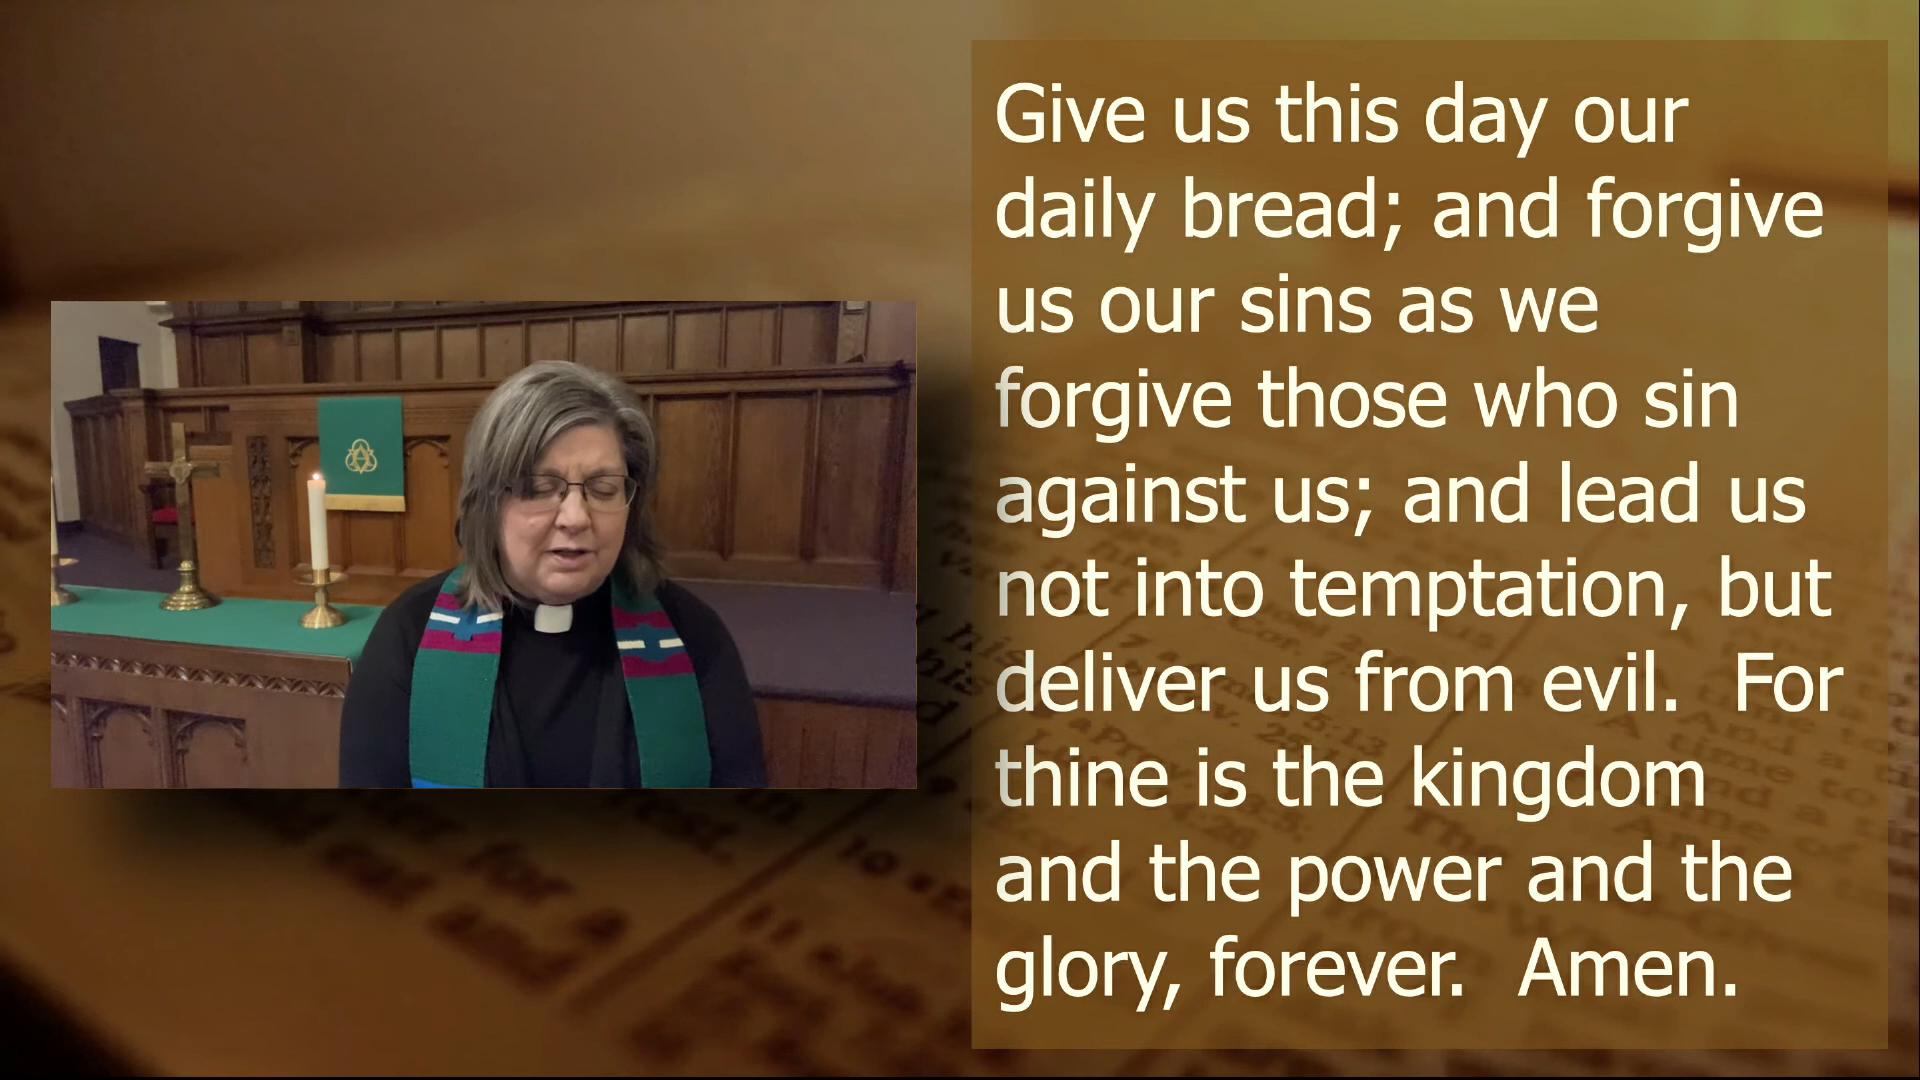 Give us this day our
daily bread; and forgive
us our sins as we
forgive those who sin
against us; and lead us
not into temptation, but
deliver us from evil.  For
thine is the kingdom
and the power and the
glory, forever.  Amen.